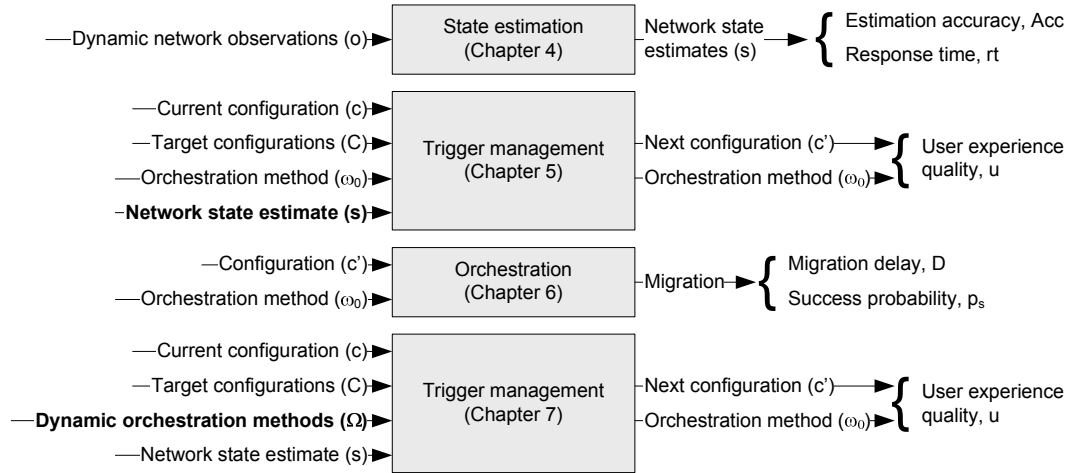 Dynamic network observations (o)
State estimation
(Chapter 4)
Network state
estimates (s)
Estimation accuracy, Acc
Response time, rt
Current configuration (c)
Target configurations (C)
Orchestration method (ω0)
Network state estimate (s)
Trigger management
(Chapter 5)
Next configuration (c’)
Orchestration method (ω0)
User experience
quality, u
Configuration (c’)
Orchestration method (ω0)
Orchestration
(Chapter 6)
Migration
Migration delay, D
Success probability, ps
Current configuration (c)
Target configurations (C)
Dynamic orchestration methods (Ω)
Network state estimate (s)
Trigger management
(Chapter 7)
Next configuration (c’)
Orchestration method (ω0)
User experience
quality, u